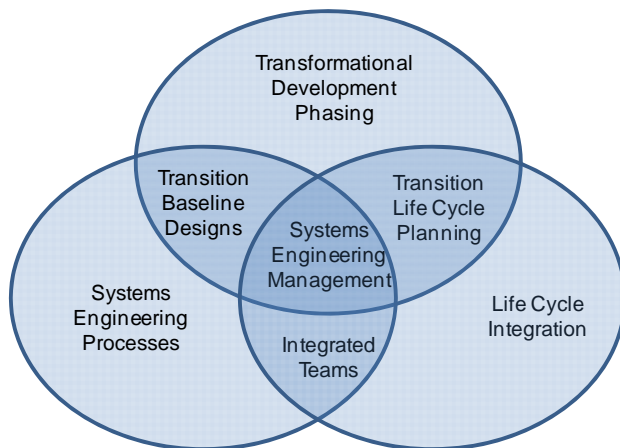 Transformational
Development
Phasing
Transition
Baseline
Designs
Transition
Life Cycle
Planning
Systems
Engineering
Management
Systems
Engineering
Processes
Life Cycle
Integration
Integrated
Teams